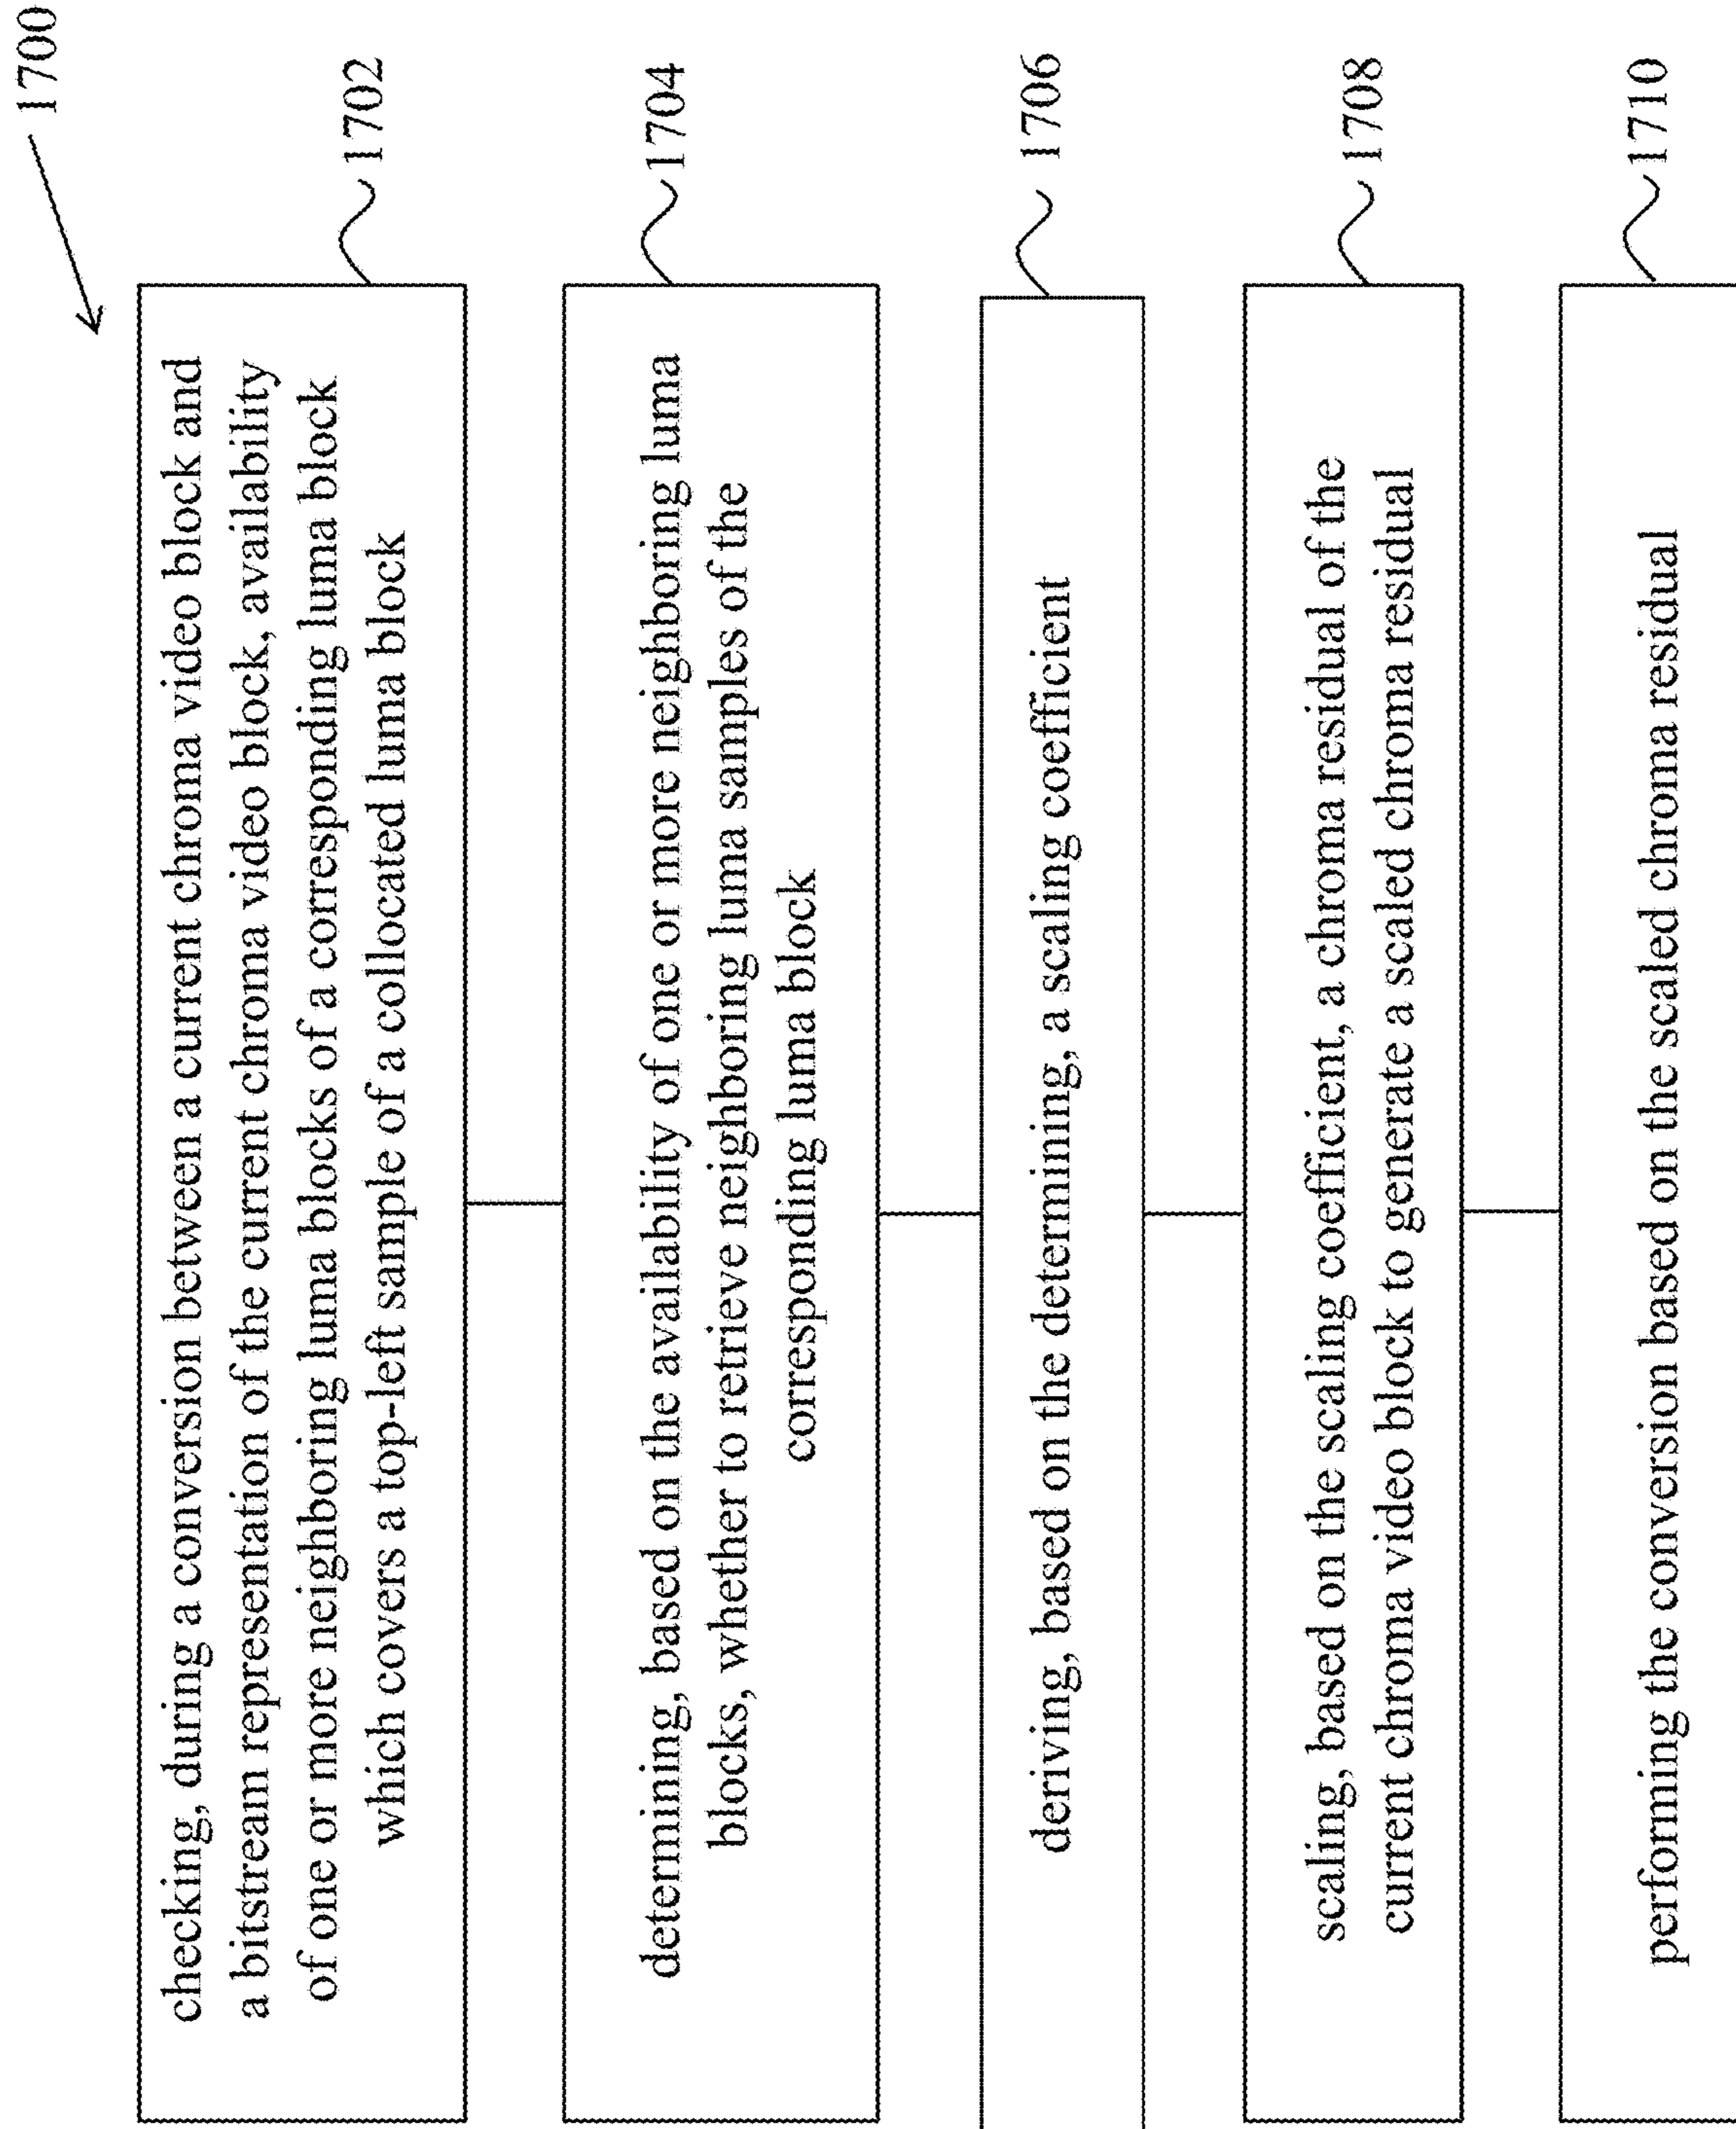 1700
checking, during a conversion between a current chroma video block and
a bitstream representation of the current chroma video block, availability
of one or more neighboring luma blocks of a corresponding luma block
which covers a top-left sample of a collocated luma block
1702
determining, based on the availability of one or more neighboring luma
blocks, whether to retrieve neighboring luma samples of the
corresponding luma block
1704
deriving, based on the determining, a scaling coefficient
1706
scaling, based on the scaling coefficient, a chroma residual of the
current chroma video block to generate a scaled chroma residual
1708
performing the conversion based on the scaled chroma residual
1710